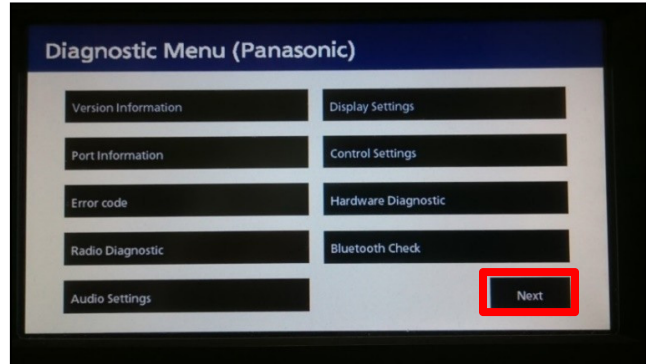 Diagnostic Menu (Panasonic)
Version Information
Display Settings
Port Information
Control Settings
Error code
Hardware Diagnostic
Radio Diagnostic
Bluetooth Check
Audio Settings
Next